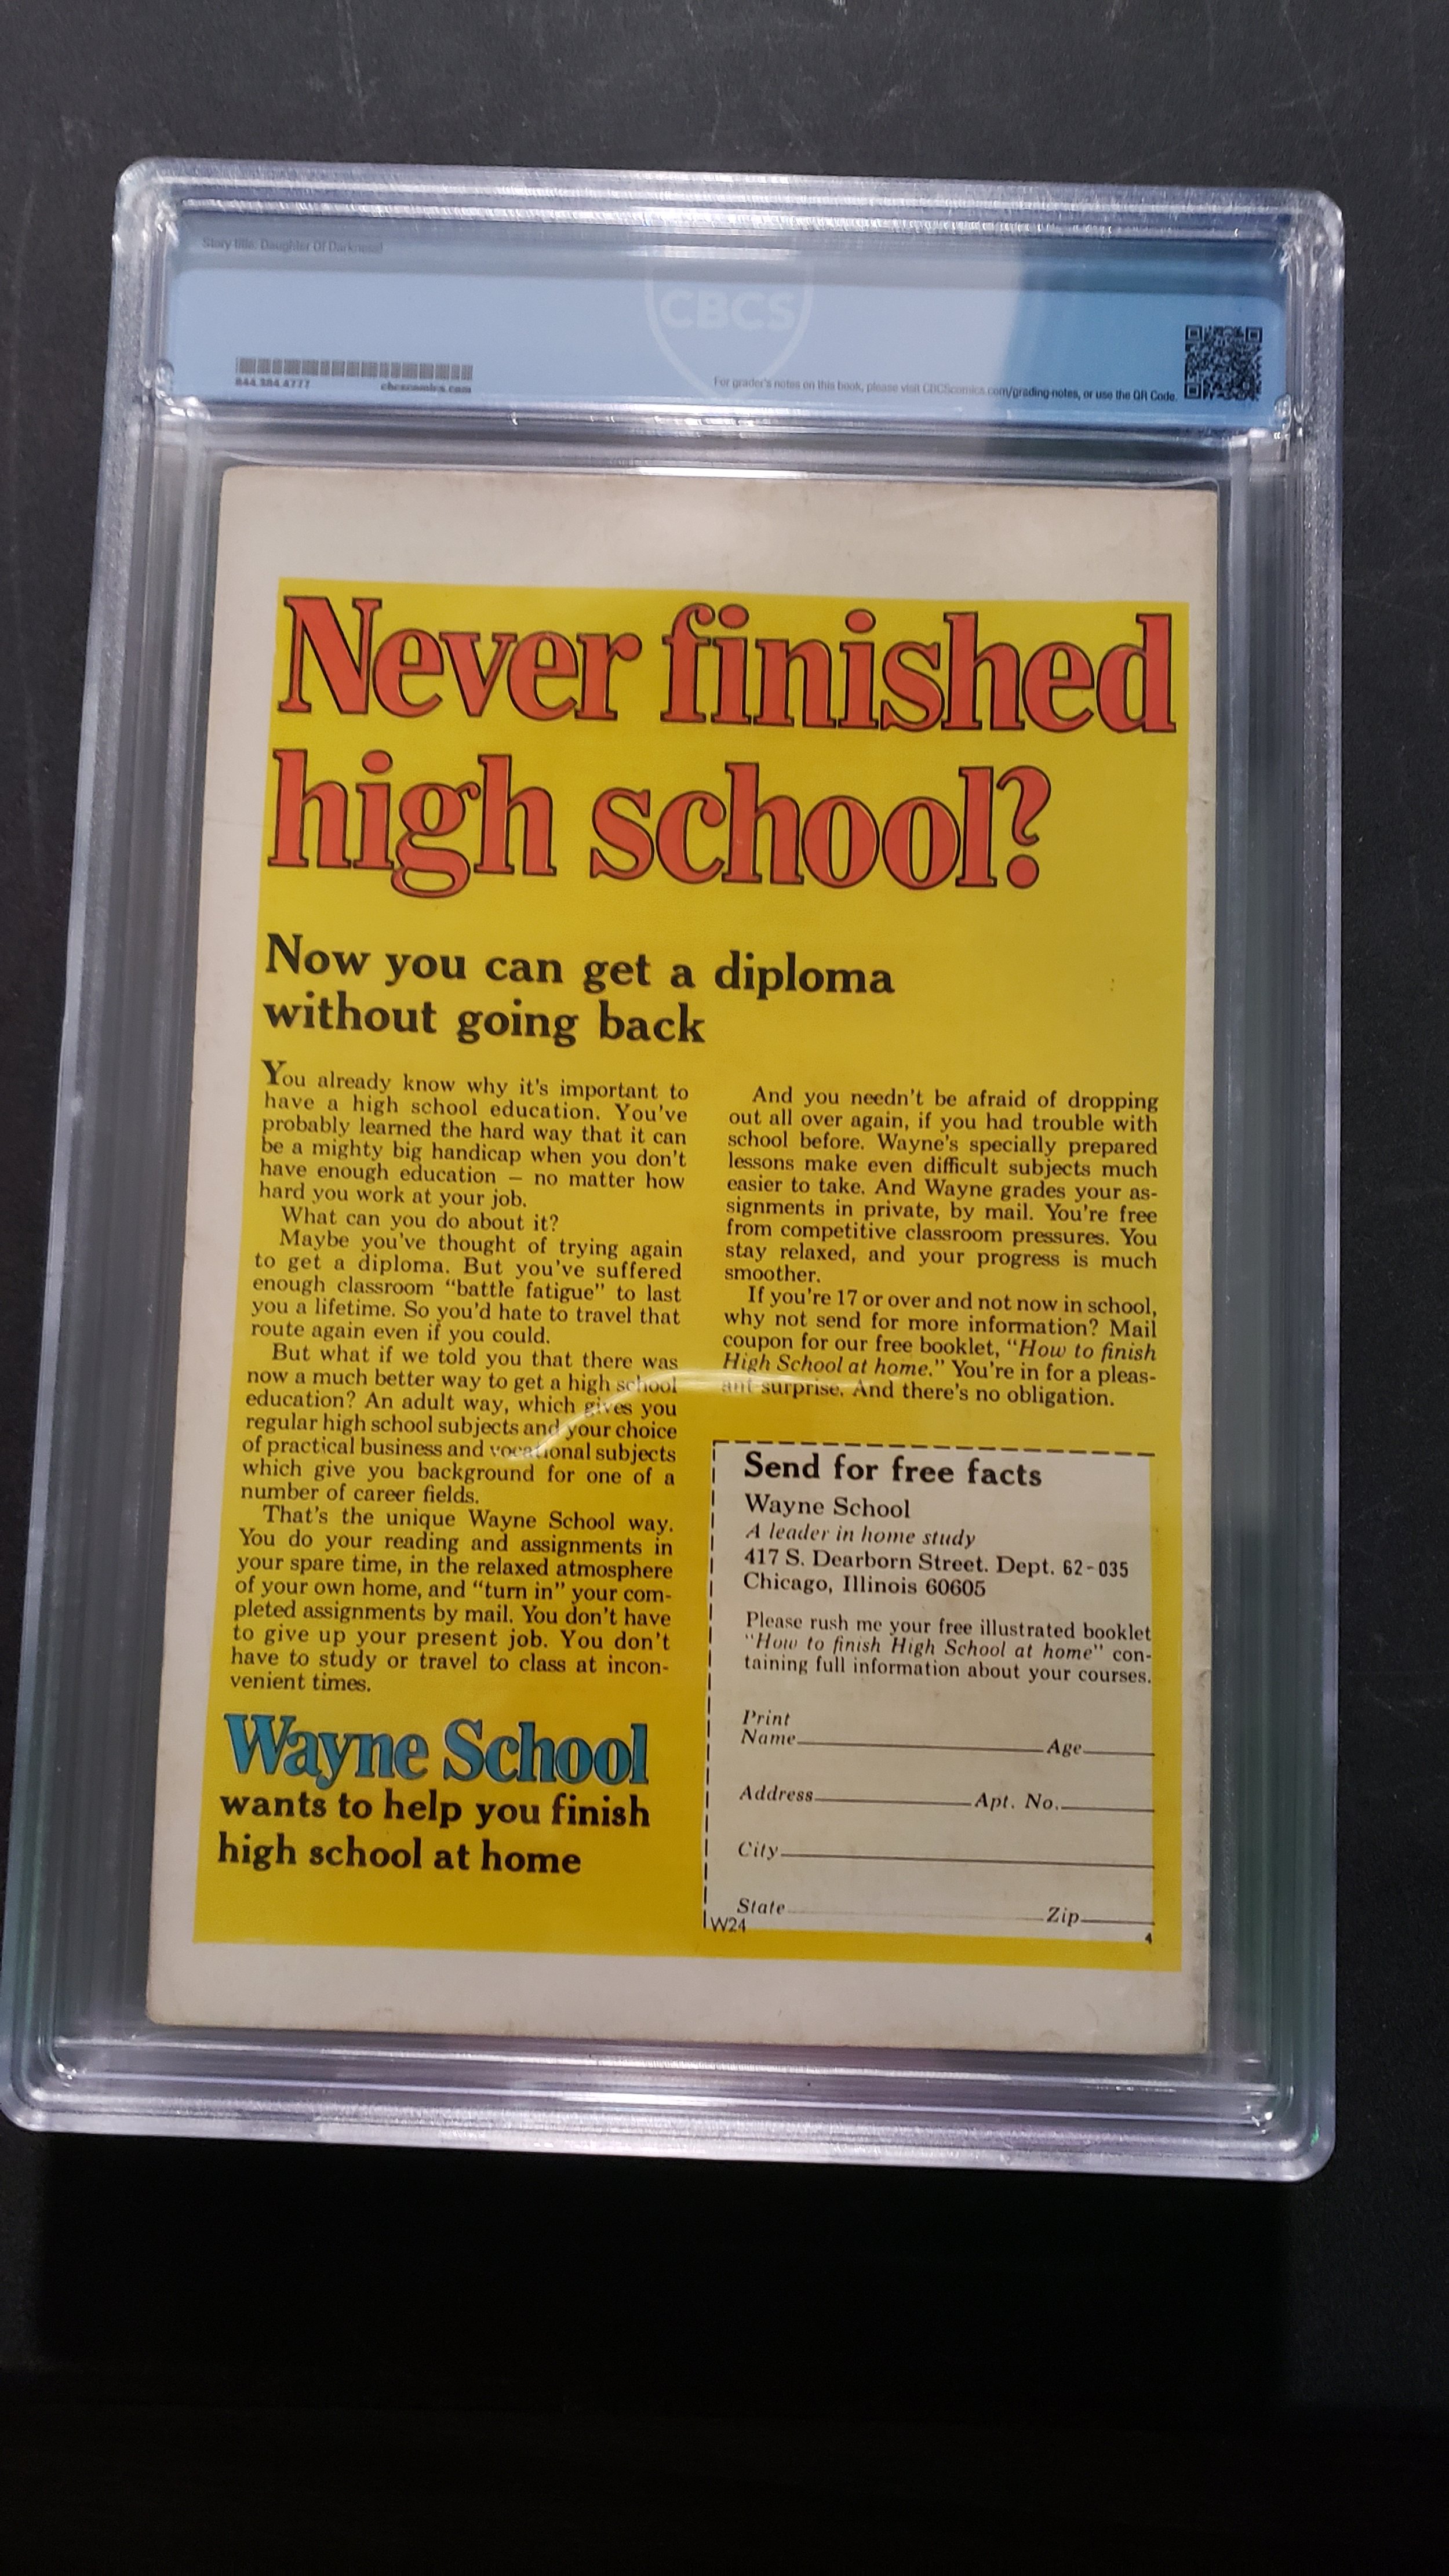 Story title: Daughter Of Darkness!
CBCS
844.384.4777
cbcscomics.com
For grader's notes on this book, please visit CBCScomics.com/grading-notes, or use the QR Code.
Never finished
high school?
Now you can get a diploma
without going back
You already know why it's important to
have a high school education. You've
probably learned the hard way that it can
be a mighty big handicap when you don't
have enough education – no matter how
hard you work at your job.
What can you do about it?
Maybe you've thought of trying again
to get a diploma. But you've suffered
enough classroom “battle fatigue” to last
you a lifetime. So you'd hate to travel that
route again even if you could.
But what if we told you that there was
now a much better way to get a high school
education? An adult way, which gives you
regular high school subjects and your choice
of practical business and vocational subjects
which give you background for one of a
number of career fields.
That's the unique Wayne School way.
You do your reading and assignments in
your spare time, in the relaxed atmosphere
of your own home, and “turn in” your com-
pleted assignments by mail. You don't have
to give up your present job. You don't
have to study or travel to class at incon-
venient times.
Wayne School
wants to help you finish
high school at home
And you needn't be afraid of dropping
out all over again, if you had trouble with
school before. Wayne's specially prepared
lessons make even difficult subjects much
easier to take. And Wayne grades your as-
signments in private, by mail. You're free
from competitive classroom pressures. You
stay relaxed, and your progress is much
smoother.
If you're 17 or over and not now in school,
why not send for more information? Mail
coupon for our free booklet, “How to finish
High School at home.” You're in for a pleas-
ant surprise. And there's no obligation.
Send for free facts
Wayne School
A leader in home study
417 S. Dearborn Street. Dept. 62-035
Chicago, Illinois 60605
Please rush me your free illustrated booklet
“How to finish High School at home” con-
taining full information about your courses.
Print
Name Age
Address Apt. No.
City
State Zip
W24
4